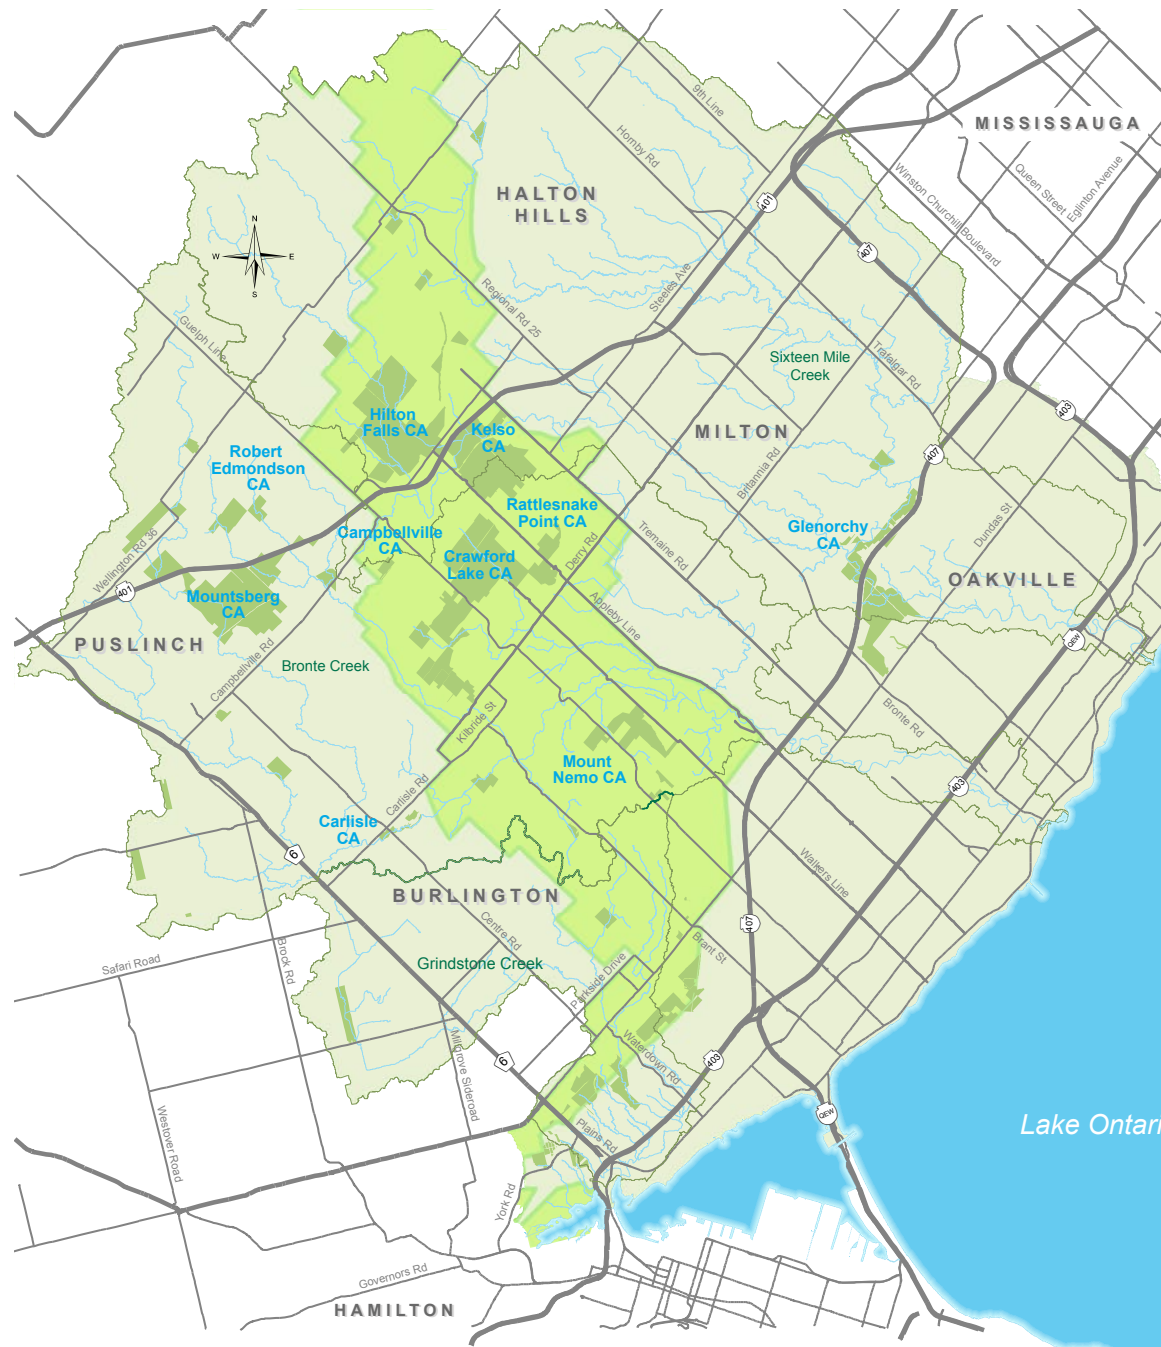 9th Line
MISSISSAUGA
Hornby Rd
Winston Churchill Boulevard
Queen Street
Eglinton Avenue
HALTON
HILLS
401
407
N
W
E
S
Steeles Ave
Regional Rd 25
Guelph Line
Sixteen Mile
Creek
Trafalgar Rd
403
Hilton
Falls CA
Kelso
CA
MILTON
Robert
Edmondson
CA
Britannia Rd
407
Rattlesnake
Point CA
Campbellville
CA
Crawford
Lake CA
Derry Rd
Tremaine Rd
Glenorchy
CA
Dundas St
Wellington Rd 36
401
Mountsberg
CA
Appleby Line
OAKVILLE
PUSLINCH
QEW
Campbellville Rd
Bronte Creek
Kilbride St
Bronte Rd
Mount
Nemo CA
403
Carlisle Rd
Carlisle
CA
6
Walkers Line
BURLINGTON
Centre Rd
407
Brant St
Safari Road
Brock Rd
Grindstone Creek
Parkside Drive
6
Millgrove Sideroad
Waterdown Rd
403
Westover Road
Plains Rd
QEW
Lake Ontari
York Rd
Governors Rd
HAMILTON